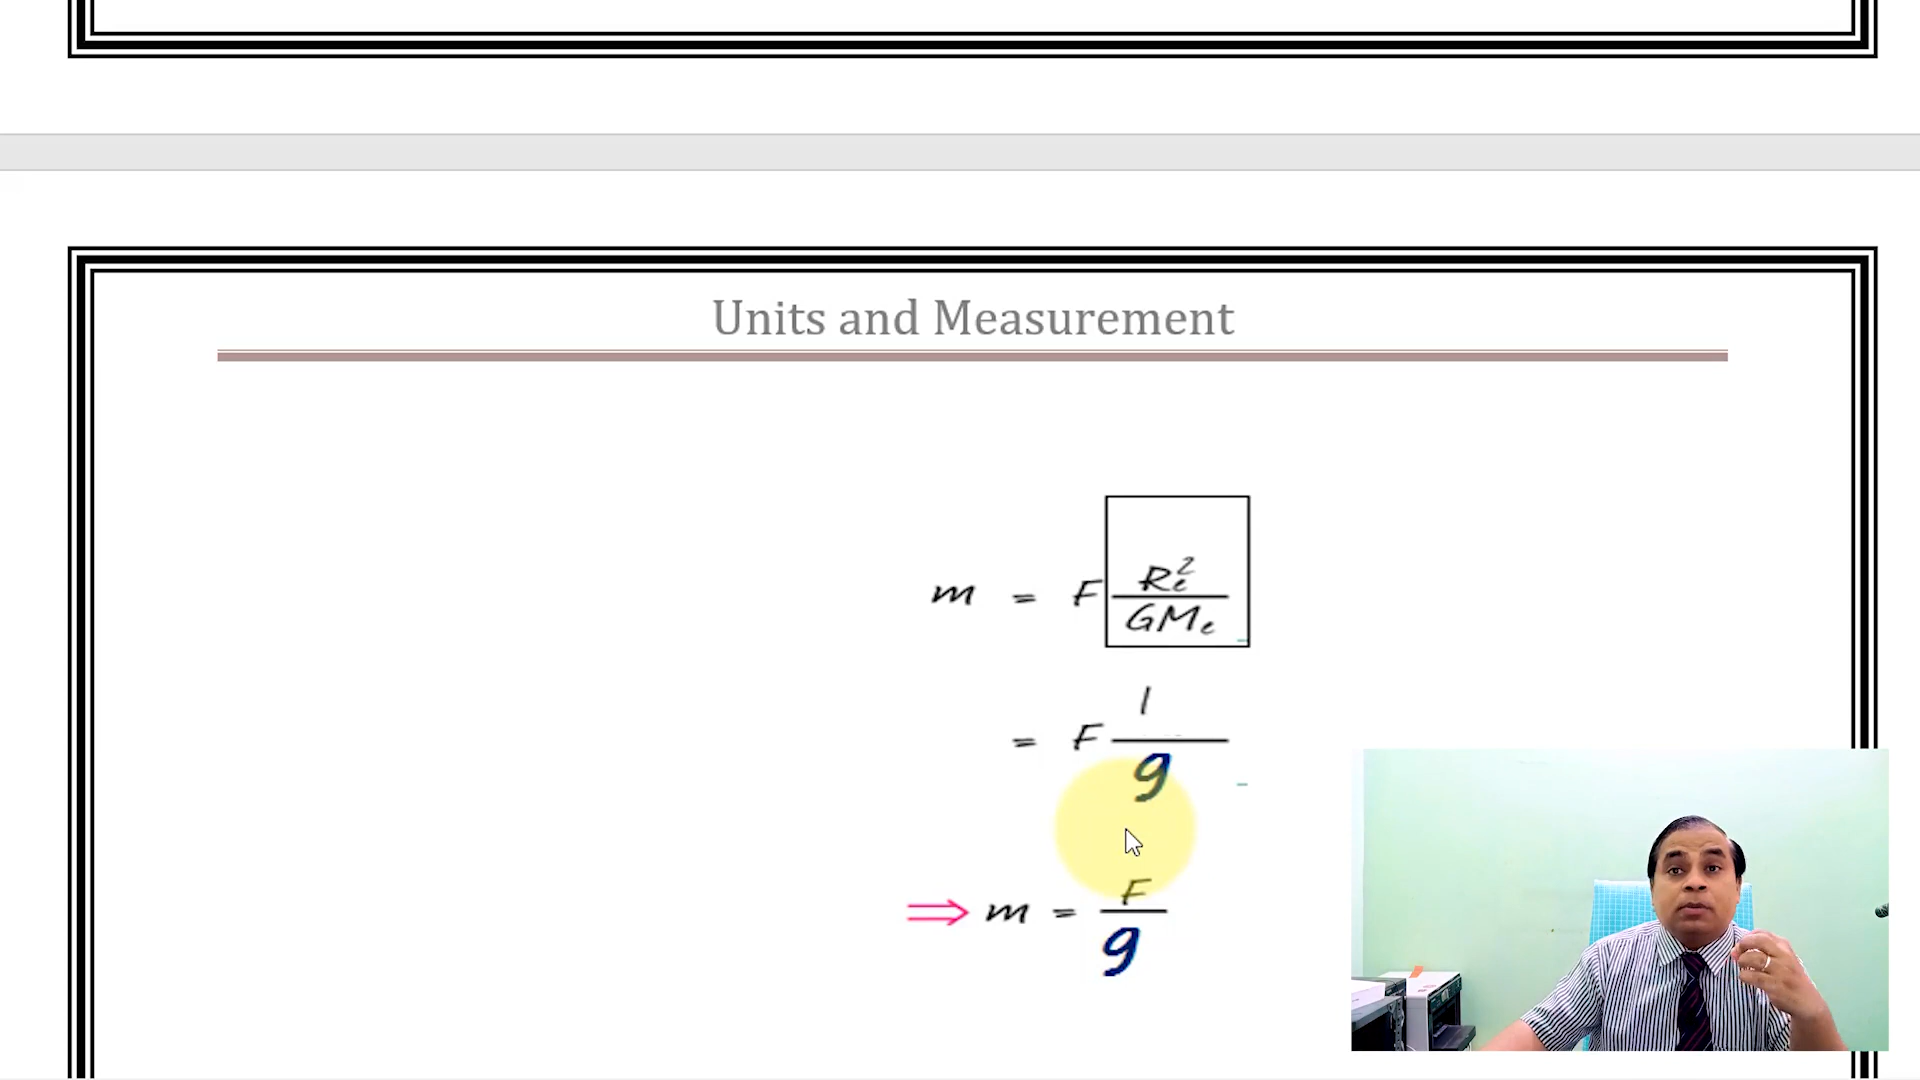 Units and Measurement
m = F Re²/GMe
= F 1/g
⇒ m = F/g